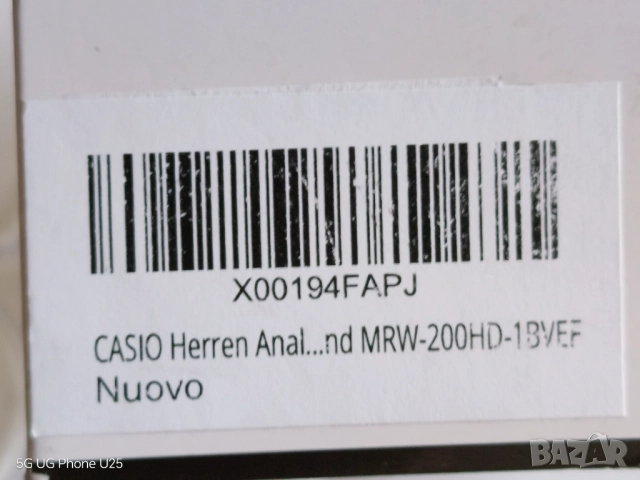 X00194FAPJ
CASIO Herren Anal...nd MRW-200HD-1BVEF
Nuovo
5G UG Phone U25
BAZAR